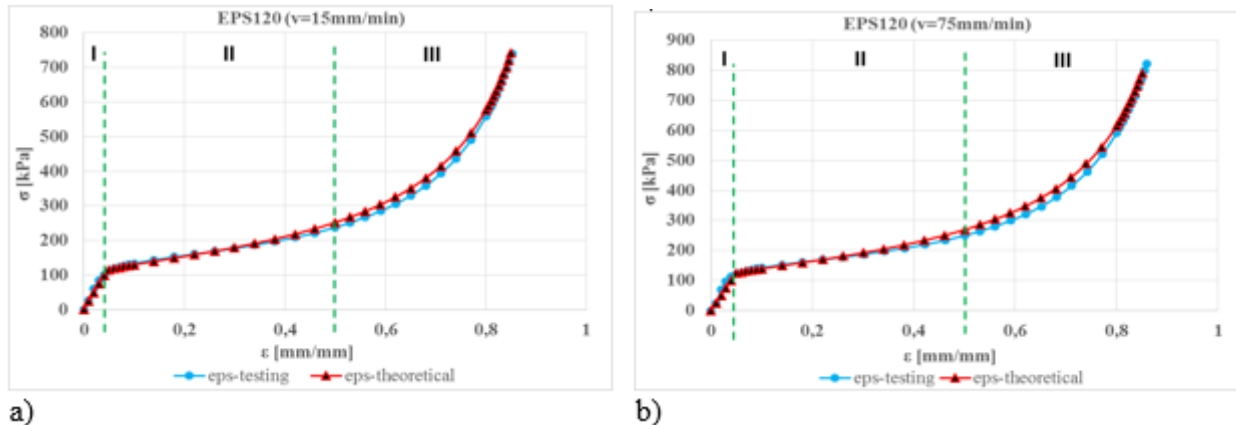 EPS120 (v=15mm/min)
I II III
800
700
600
500
400
300
200
100
0
σ [kPa]
0 0,2 0,4 0,6 0,8 1
ε [mm/mm]
eps-testing eps-theoretical
a)
EPS120 (v=75mm/min)
I II III
900
800
700
600
500
400
300
200
100
0
σ [kPa]
0 0,2 0,4 0,6 0,8 1
ε [mm/mm]
eps-testing eps-theoretical
b)